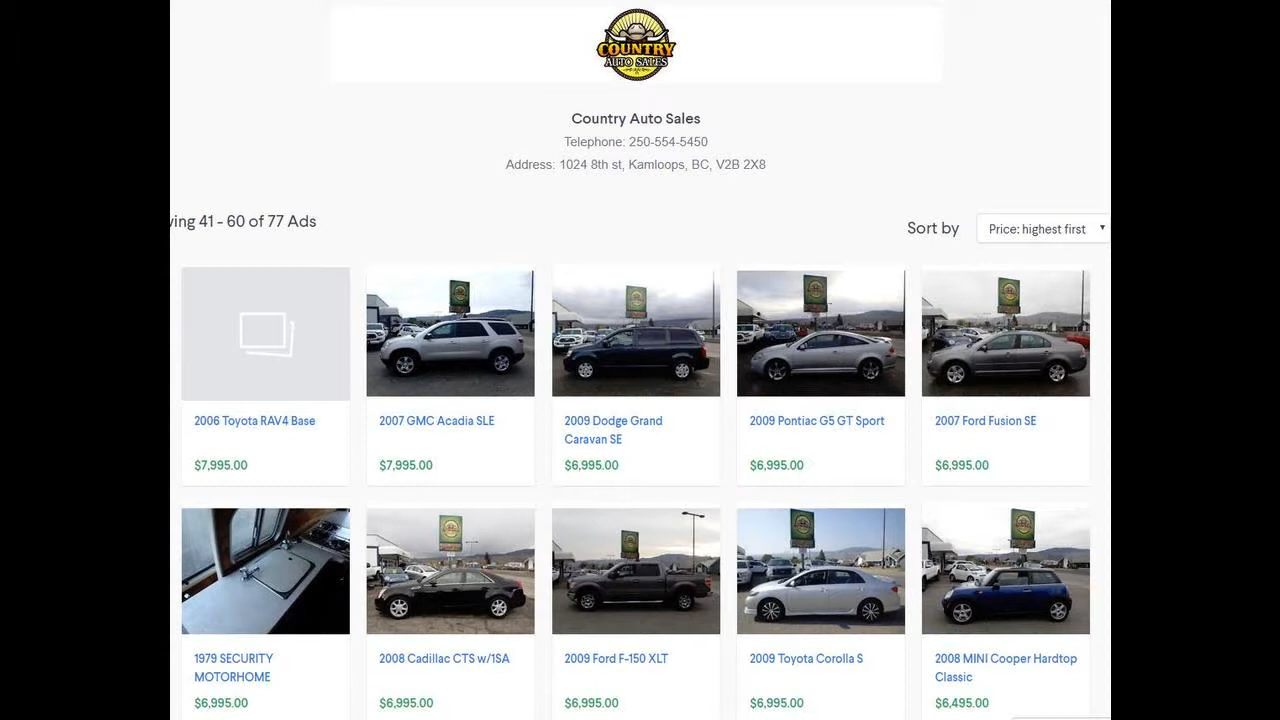 COUNTRY
AUTO SALES
Country Auto Sales
Telephone: 250-554-5450
Address: 1024 8th st, Kamloops, BC, V2B 2X8
wing 41 - 60 of 77 Ads
Sort by
Price: highest first
2006 Toyota RAV4 Base
$7,995.00
2007 GMC Acadia SLE
$7,995.00
2009 Dodge Grand
Caravan SE
$6,995.00
2009 Pontiac G5 GT Sport
$6,995.00
2007 Ford Fusion SE
$6,995.00
1979 SECURITY
MOTORHOME
$6,995.00
2008 Cadillac CTS w/1SA
$6,995.00
2009 Ford F-150 XLT
$6,995.00
2009 Toyota Corolla S
$6,995.00
2008 MINI Cooper Hardtop
Classic
$6,495.00